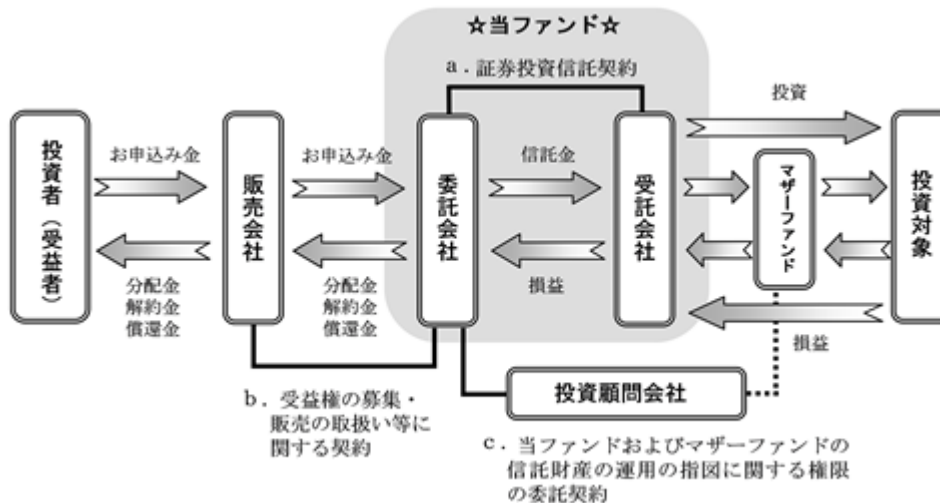 ☆当ファンド☆
a．証券投資信託契約
投資者（受益者）
お申込み金
分配金
解約金
償還金
販売会社
お申込み金
分配金
解約金
償還金
委託会社
信託金
損益
受託会社
投資
マザーファンド
損益
投資対象
投資顧問会社
b．受益権の募集・
販売の取扱い等に
関する契約
c．当ファンドおよびマザーファンドの
信託財産の運用の指図に関する権限
の委託契約